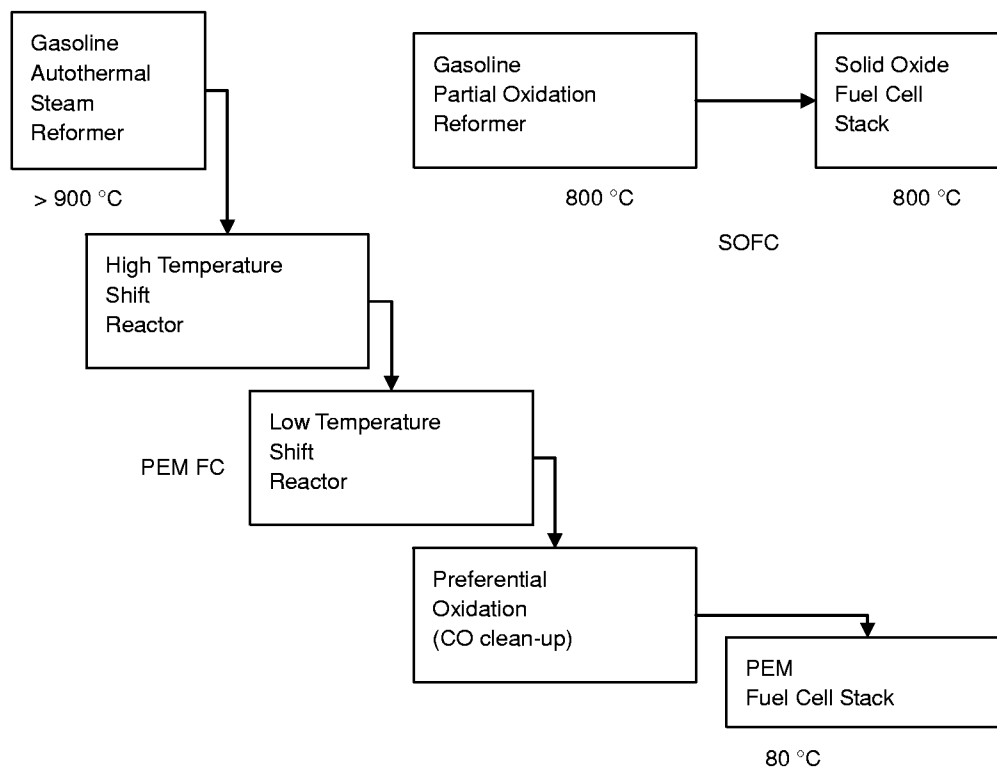 Gasoline
Autothermal
Steam
Reformer
> 900 °C
Gasoline
Partial Oxidation
Reformer
800 °C
Solid Oxide
Fuel Cell
Stack
800 °C
SOFC
High Temperature
Shift
Reactor
Low Temperature
Shift
Reactor
PEM FC
Preferential
Oxidation
(CO clean-up)
PEM
Fuel Cell Stack
80 °C